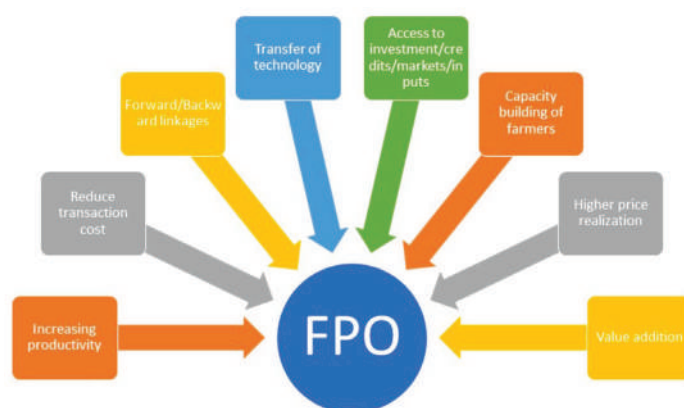 Transfer of
technology
Access to
investment/cre
dits/markets/in
puts
Forward/Backw
ard linkages
Capacity
building of
farmers
Reduce
transaction
cost
Higher price
realization
Increasing
productivity
FPO
Value addition